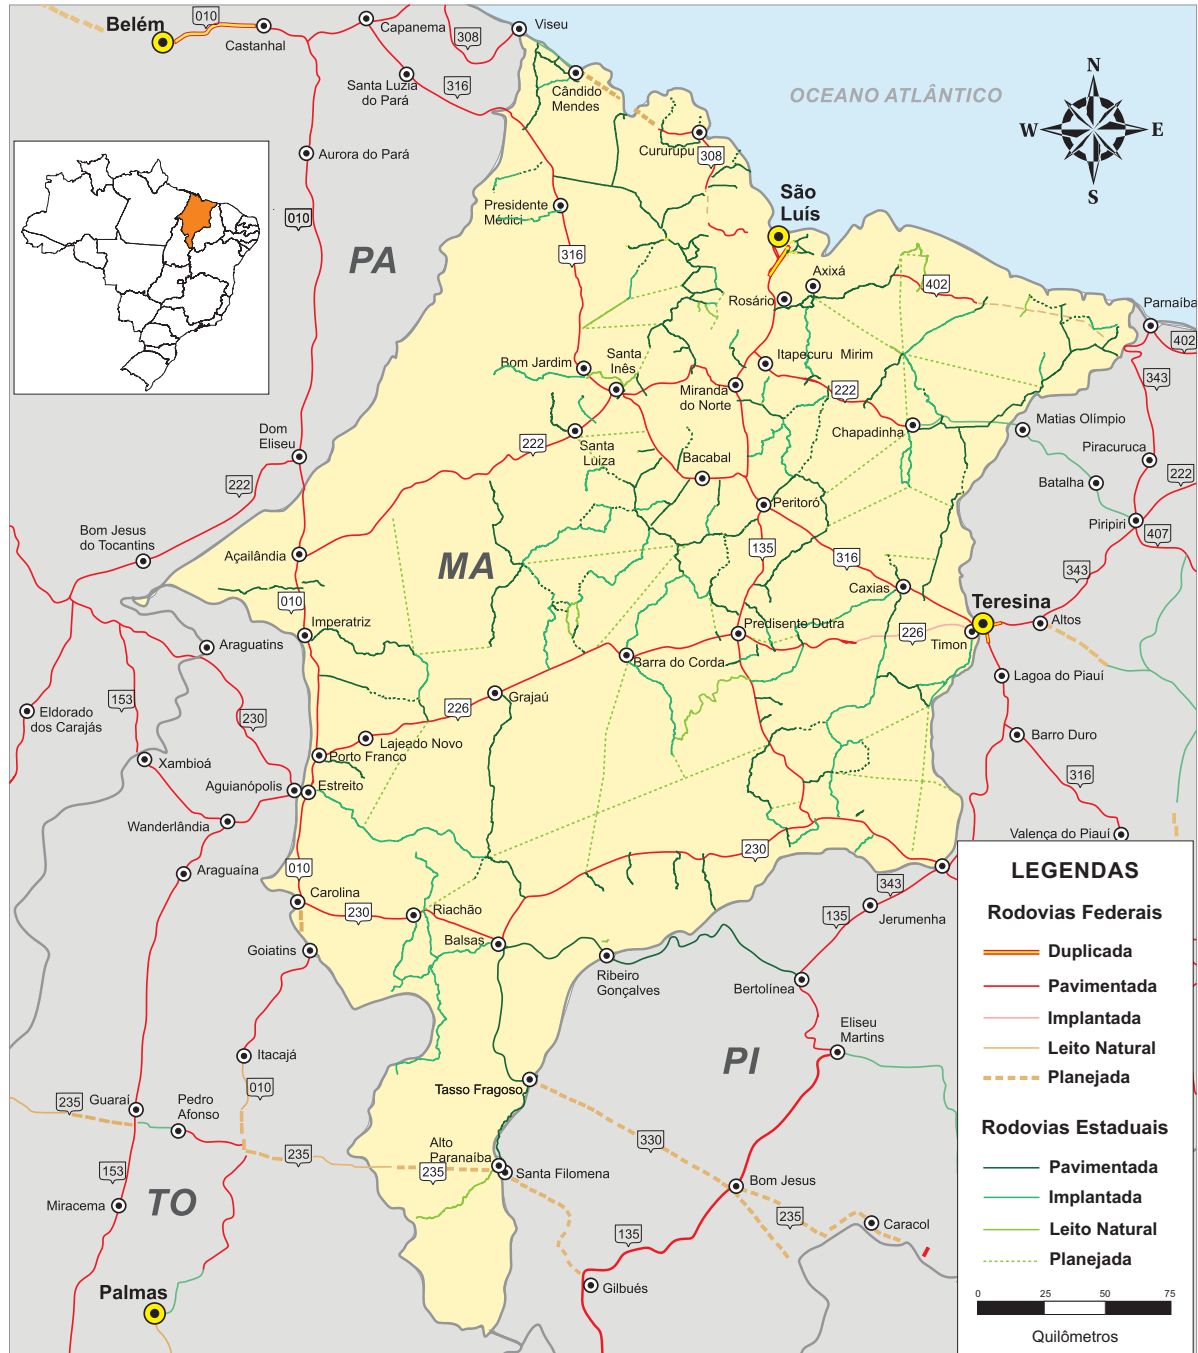 010
Belém
Castanhal
Capanema
308
Viseu
Santa Luzia
do Pará
316
Cândido
Mendes
OCEANO ATLÂNTICO
N
W
E
S
Aurora do Pará
Cururupu
308
010
Presidente
Médici
São
Luís
PA
316
Axixá
402
Rosário
Parnaíba
402
Bom Jardim
Santa
Inês
Itapecuru Mirim
343
Miranda
do Norte
222
Matias Olímpio
Chapadinha
Dom
Eliseu
222
Santa
Luiza
Piracuruca
Bacabal
222
222
Batalha
Peritoró
Piripiri
407
Bom Jesus
do Tocantins
Açailândia
135
316
MA
343
Caxias
010
Teresina
Imperatriz
Predisente Dutra
226
Altos
Timon
Araguatins
Barra do Corda
Lagoa do Piauí
153
Grajaú
226
Eldorado
dos Carajás
230
Lajeado Novo
Barro Duro
Porto Franco
Xambioá
316
Aguianópolis
Estreito
Wanderlândia
Valença do Piauí
230
010
Araguaína
343
Carolina
230
Riachão
135
Jerumenha
Balsas
Goiatins
Ribeiro
Gonçalves
Bertolínea
Eliseu
Martins
Itacajá
PI
010
Tasso Fragoso
235
Guaraí
Pedro
Afonso
330
235
Alto
Paranaíba
235
Santa Filomena
153
Bom Jesus
TO
Miracema
235
Caracol
135
Palmas
Gilbués
LEGENDAS
Rodovias Federais
Duplicada
Pavimentada
Implantada
Leito Natural
Planejada
Rodovias Estaduais
Pavimentada
Implantada
Leito Natural
Planejada
0 25 50 75
Quilômetros